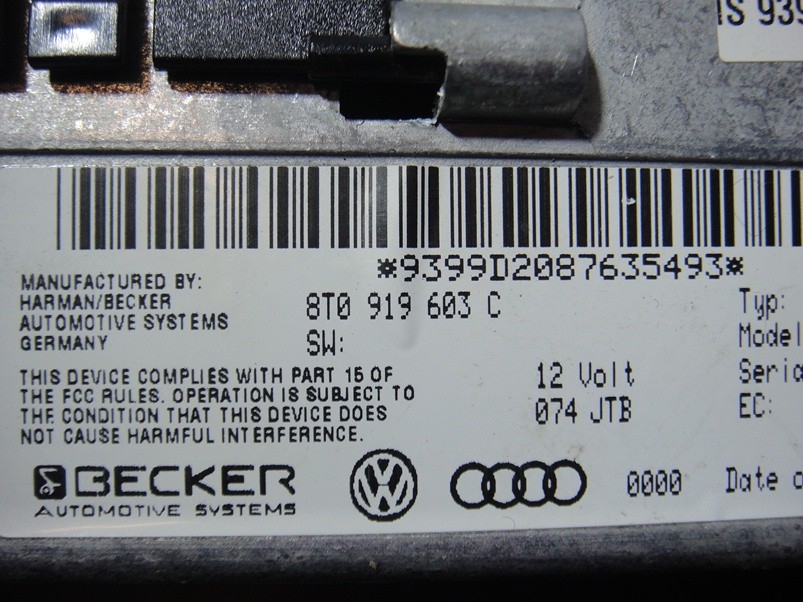 IS 939
*9399D2087635493*
MANUFACTURED BY:
HARMAN/BECKER
AUTOMOTIVE SYSTEMS
GERMANY
8T0 919 603 C
SW:
Typ:
Model
Seria
THIS DEVICE COMPLIES WITH PART 15 OF
THE FCC RULES. OPERATION IS SUBJECT TO
THE CONDITION THAT THIS DEVICE DOES
NOT CAUSE HARMFUL INTERFERENCE.
12 Volt
074 JTB
EC:
BECKER
AUTOMOTIVE SYSTEMS
VW
0000
Date o